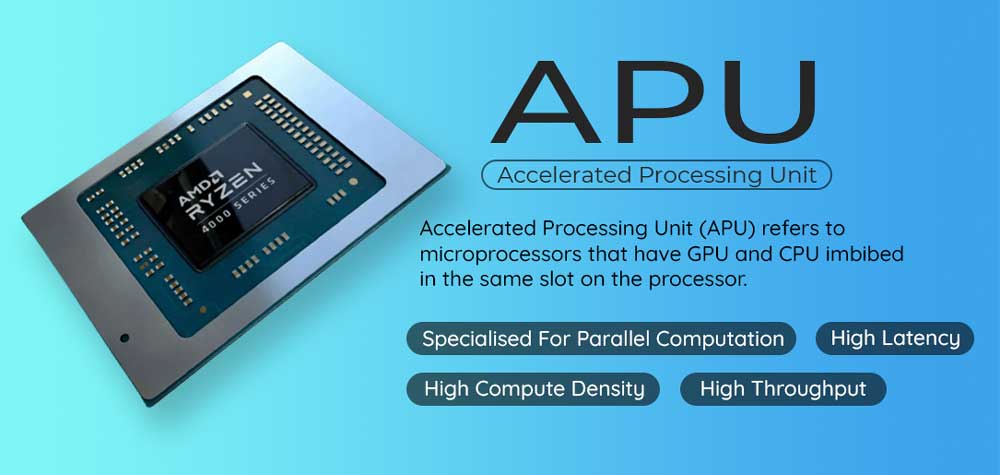 AMD
RYZEN
4000 SERIES
APU
Accelerated Processing Unit
Accelerated Processing Unit (APU) refers to
microprocessors that have GPU and CPU imbibed
in the same slot on the processor.
Specialised For Parallel Computation
High Latency
High Compute Density
High Throughput